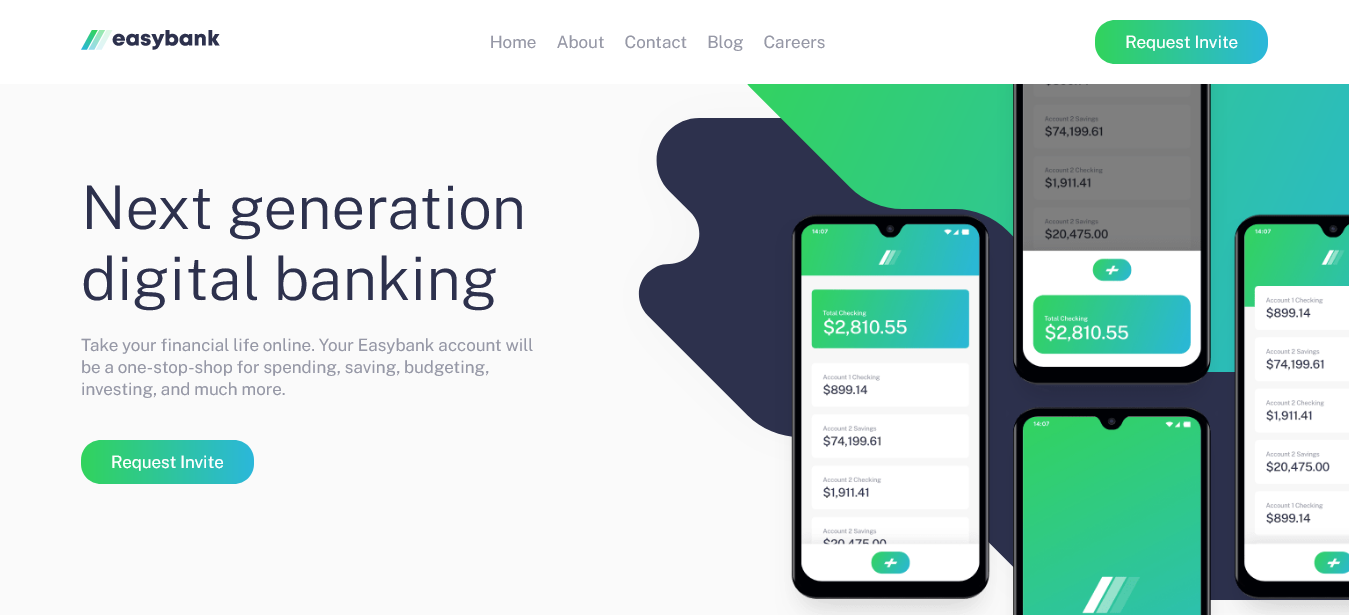 easybank
Home About Contact Blog Careers
Request Invite
Next generation
digital banking
Take your financial life online. Your Easybank account will
be a one-stop-shop for spending, saving, budgeting,
investing, and much more.
Request Invite
14:07
Total Checking
$2,810.55
Account 1 Checking
$899.14
Account 2 Savings
$74,199.61
Account 2 Checking
$1,911.41
Account 2 Savings
$20,475.00
Account 2 Savings
$74,199.61
Account 2 Checking
$1,911.41
Account 2 Savings
$20,475.00
Total Checking
$2,810.55
14:07
14:07
Account 1 Checking
$899.14
Account 2 Savings
$74,199.61
Account 2 Checking
$1,911.41
Account 2 Savings
$20,475.00
Account 1 Checking
$899.14